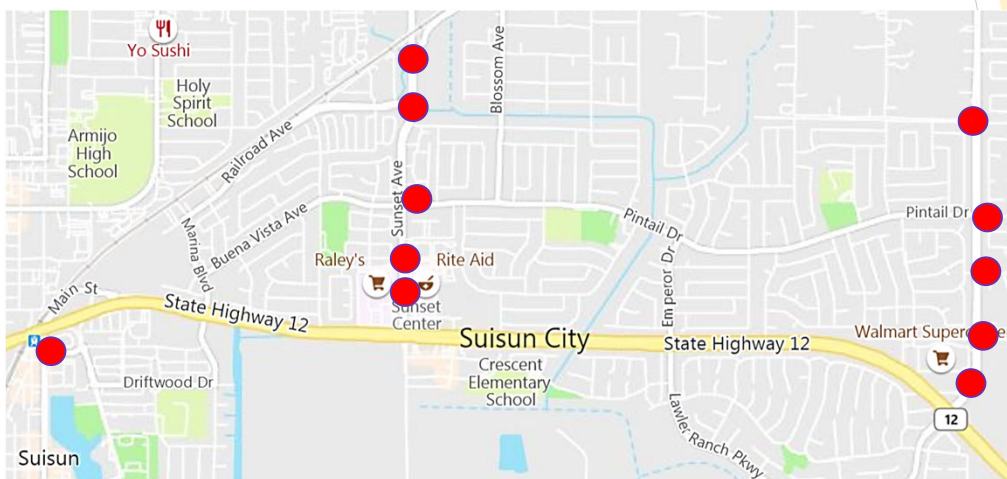 Yo Sushi
Holy
Spirit
School
Armijo
High
School
Railroad Ave
Blossom Ave
Sunset Ave
Marina Blvd
Buena Vista Ave
Pintail Dr
Pintail Dr
Emperor Dr
Raley's
Rite Aid
Sunset
Center
Main St
State Highway 12
Suisun City
State Highway 12
Walmart
Crescent
Elementary
School
Driftwood Dr
12
Lawler Ranch Pkwy
Suisun